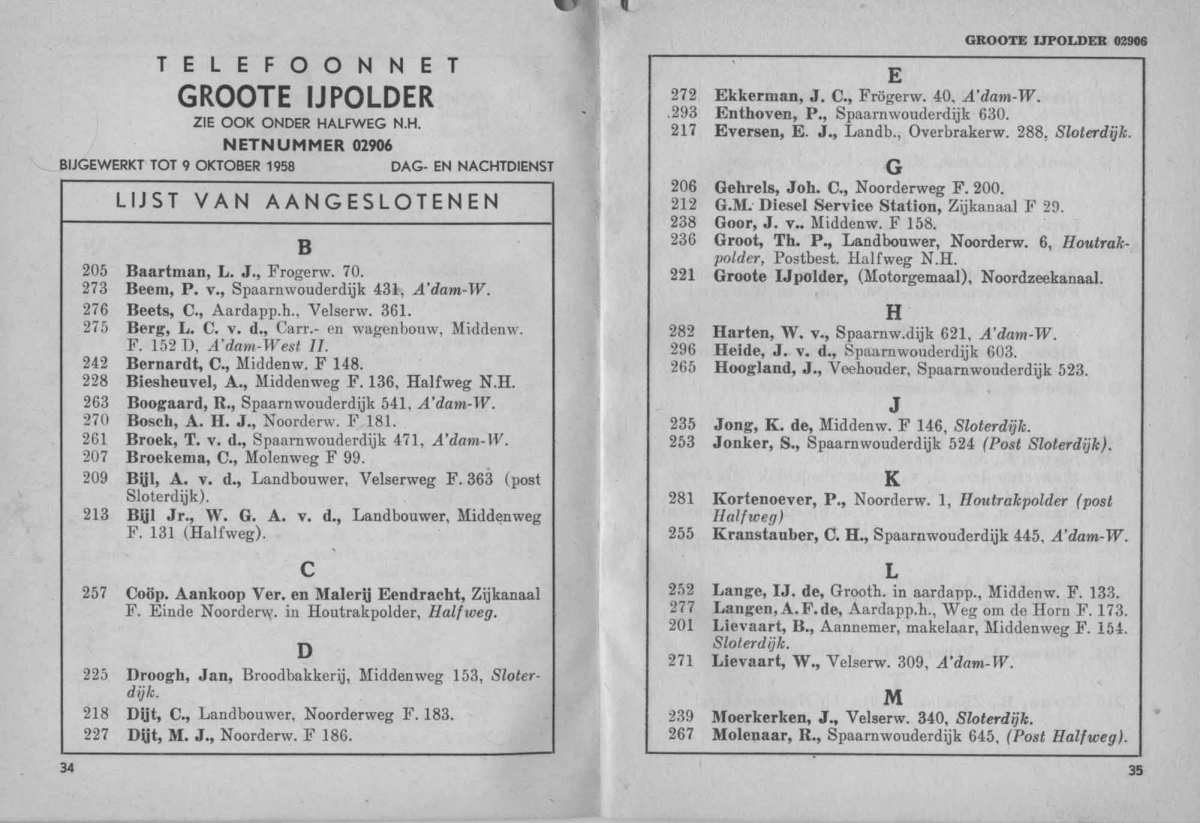 TELEFOONNET
GROOTE IJPOLDER
ZIE OOK ONDER HALFWEG N.H.
NETNUMMER 02906
BIJGEWERKT TOT 9 OKTOBER 1958 DAG- EN NACHTDIENST
LIJST VAN AANGESLOTENEN
B
205 Baartman, L. J., Frogerw. 70.
273 Beem, P. v., Spaarnwouderdijk 431, A'dam-W.
276 Beets, C., Aardapp.h., Velserw. 361.
275 Berg, L. C. v. d., Carr.- en wagenbouw, Middenw.
F. 152 D, A'dam-West II.
242 Bernardt, C., Middenw. F 148.
228 Biesheuvel, A., Middenweg F. 136, Halfweg N.H.
263 Boogaard, R., Spaarnwouderdijk 541, A'dam-W.
270 Bosch, A. H. J., Noorderw. F 181.
261 Broek, T. v. d., Spaarnwouderdijk 471, A'dam-W.
207 Broekema, C., Molenweg F 99.
209 Bijl, A. v. d., Landbouwer, Velserweg F. 363 (post
Sloterdijk).
213 Bijl Jr., W. G. A. v. d., Landbouwer, Middenweg
F. 131 (Halfweg).
C
257 Coöp. Aankoop Ver. en Malerij Eendracht, Zijkanaal
F. Einde Noorderw. in Houtrakpolder, Halfweg.
D
225 Droogh, Jan, Broodbakkerij, Middenweg 153, Sloter-
dijk.
218 Dijt, C., Landbouwer, Noorderweg F. 183.
227 Dijt, M. J., Noorderw. F 186.
34
GROOTE IJPOLDER 02906
E
272 Ekkerman, J. C., Frögerw. 40, A'dam-W.
293 Enthoven, P., Spaarnwouderdijk 630.
217 Eversen, E. J., Landb., Overbrakerw. 288, Sloterdijk.
G
206 Gehrels, Joh. C., Noorderweg F. 200.
212 G.M. Diesel Service Station, Zijkanaal F 29.
238 Goor, J. v.. Middenw. F 158.
236 Groot, Th. P., Landbouwer, Noorderw. 6, Houtrak-
polder, Postbest. Halfweg N.H.
221 Groote IJpolder, (Motorgemaal), Noordzeekanaal.
H
282 Harten, W. v., Spaarnw.dijk 621, A'dam-W.
296 Heide, J. v. d., Spaarnwouderdijk 603.
265 Hoogland, J., Veehouder, Spaarnwouderdijk 523.
J
235 Jong, K. de, Middenw. F 146, Sloterdijk.
253 Jonker, S., Spaarnwouderdijk 524 (Post Sloterdijk).
K
281 Kortenoever, P., Noorderw. 1, Houtrakpolder (post
Halfweg)
255 Kranstauber, C. H., Spaarnwouderdijk 445, A'dam-W.
L
252 Lange, IJ. de, Grooth. in aardapp., Middenw. F. 133.
277 Langen, A. F. de, Aardapp.h., Weg om de Horn F. 173.
201 Lievaart, B., Aannemer, makelaar, Middenweg F. 154.
Sloterdijk.
271 Lievaart, W., Velserw. 309, A'dam-W.
M
239 Moerkerken, J., Velserw. 340, Sloterdijk.
267 Molenaar, R., Spaarnwouderdijk 645, (Post Halfweg).
35